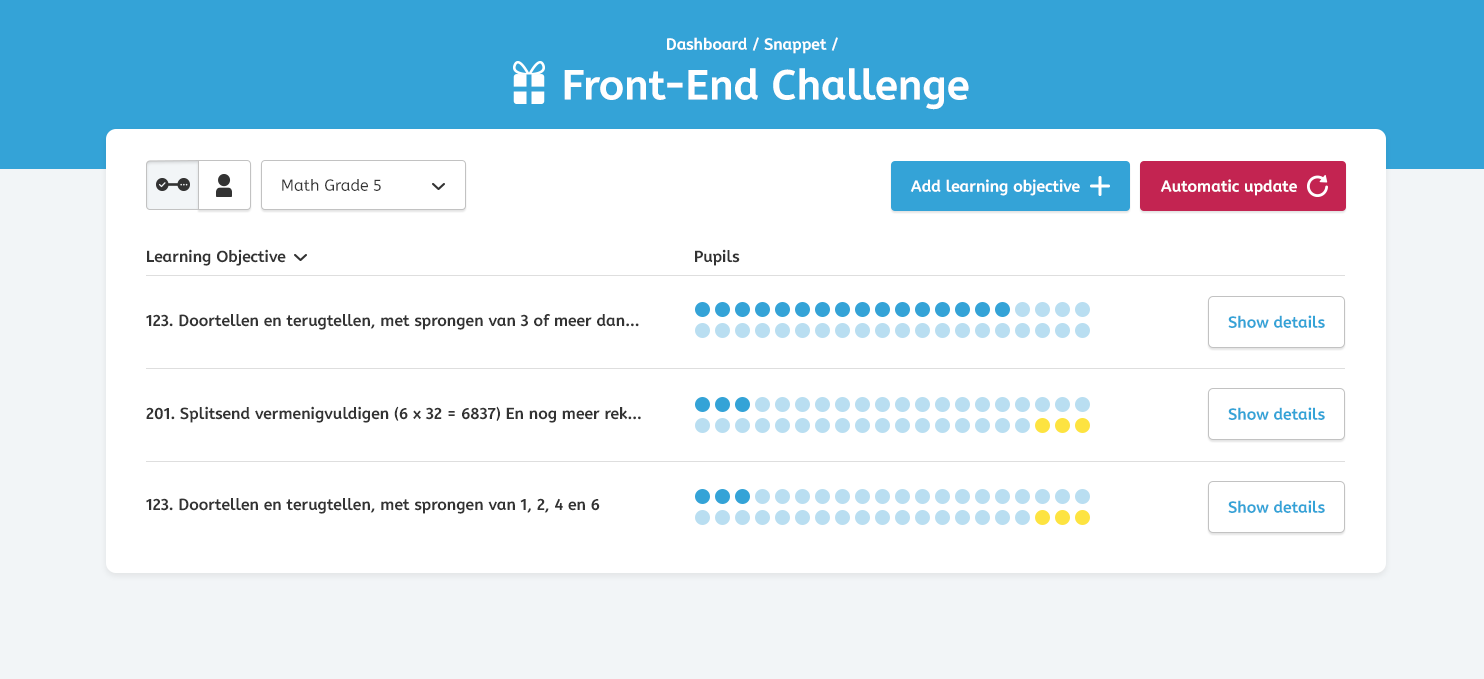 Dashboard / Snappet /
Front-End Challenge
Math Grade 5
Add learning objective
Automatic update
Learning Objective
Pupils
123. Doortellen en terugtellen, met sprongen van 3 of meer dan...
Show details
201. Splitsend vermenigvuldigen (6 x 32 = 6837) En nog meer rek...
Show details
123. Doortellen en terugtellen, met sprongen van 1, 2, 4 en 6
Show details